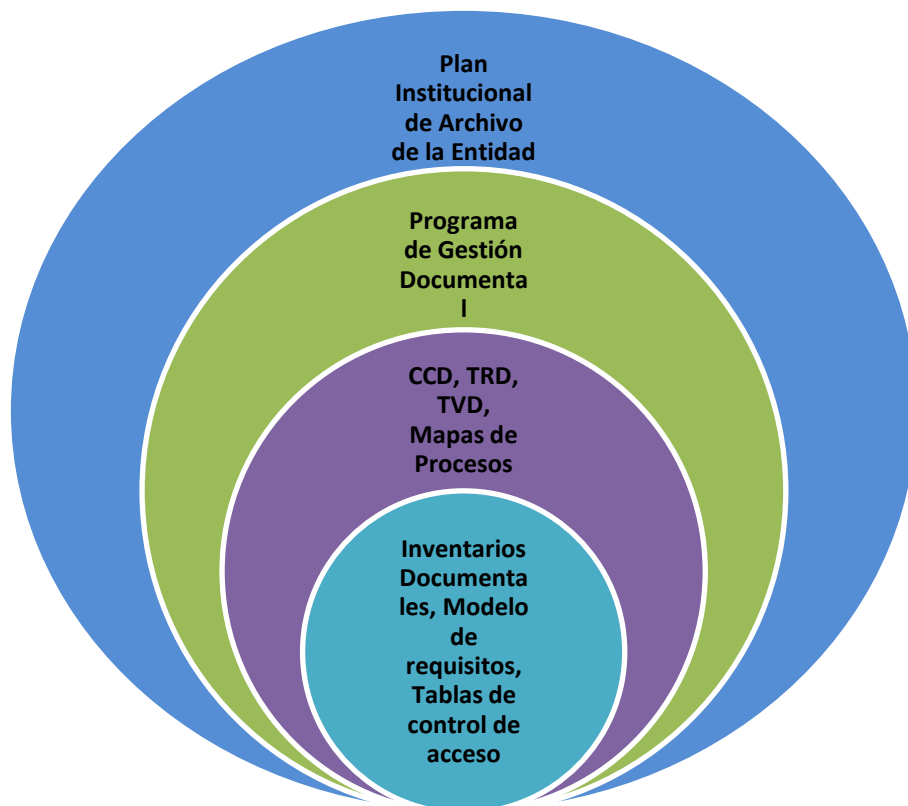 Plan
Institucional
de Archivo
de la Entidad
Programa
de Gestión
Documenta
l
CCD, TRD,
TVD,
Mapas de
Procesos
Inventarios
Documenta
les, Modelo
de
requisitos,
Tablas de
control de
acceso